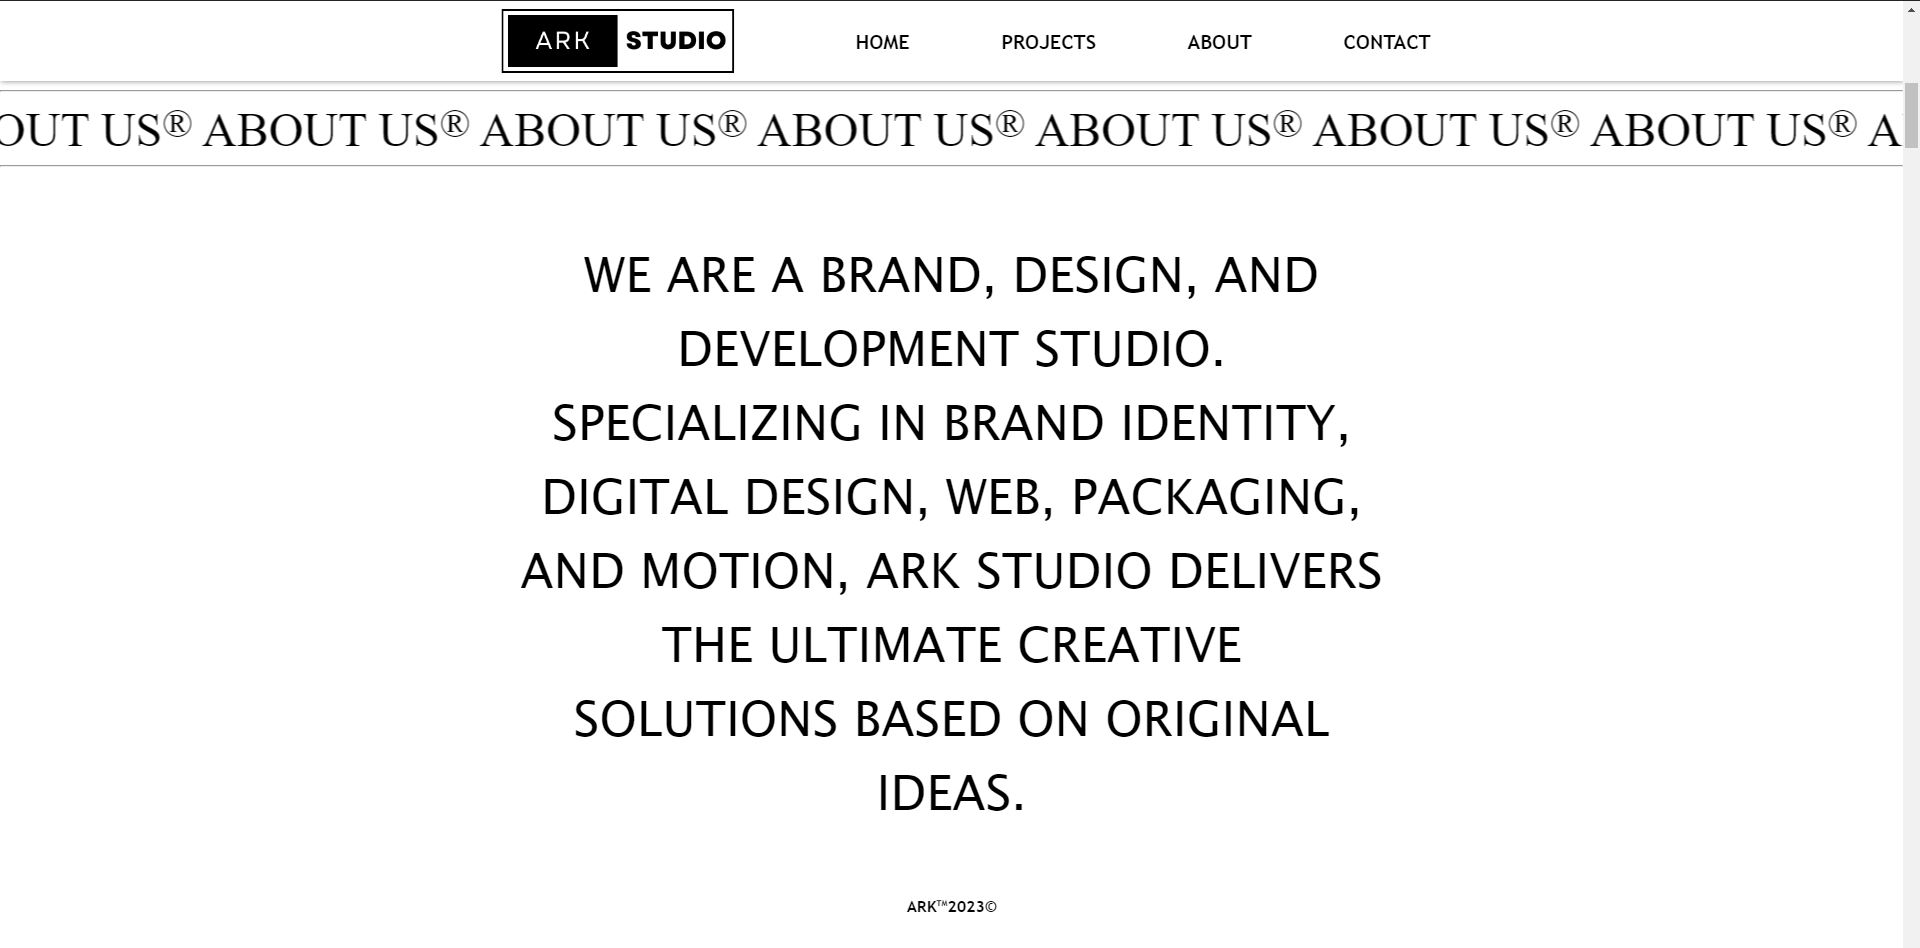 ARK STUDIO HOME PROJECTS ABOUT CONTACT
OUT US® ABOUT US® ABOUT US® ABOUT US® ABOUT US® ABOUT US® ABOUT US® A
WE ARE A BRAND, DESIGN, AND
DEVELOPMENT STUDIO.
SPECIALIZING IN BRAND IDENTITY,
DIGITAL DESIGN, WEB, PACKAGING,
AND MOTION, ARK STUDIO DELIVERS
THE ULTIMATE CREATIVE
SOLUTIONS BASED ON ORIGINAL
IDEAS.
ARK™2023©